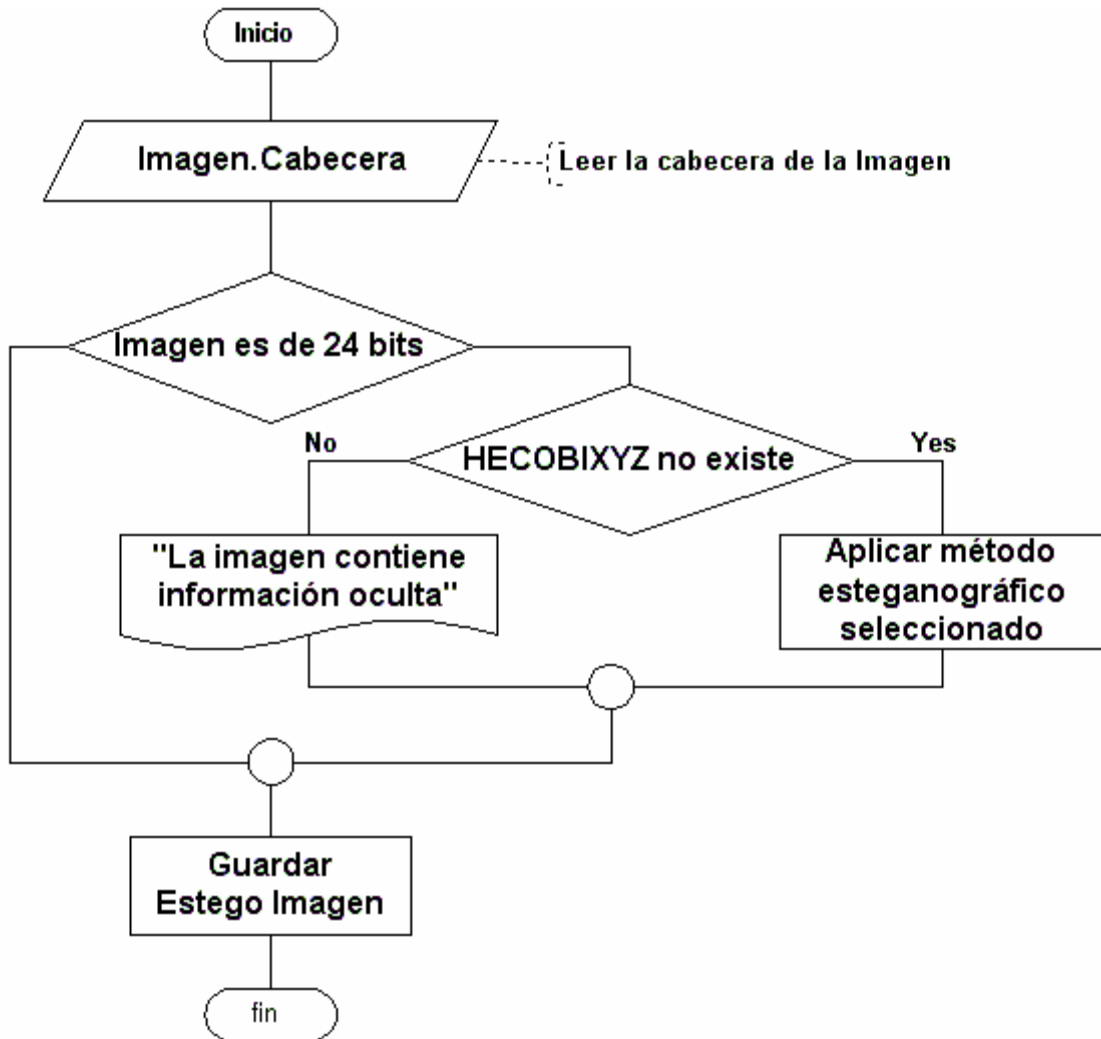 Inicio
Imagen.Cabecera
Leer la cabecera de la Imagen
Imagen es de 24 bits
No
HECOBIXYZ no existe
Yes
"La imagen contiene
información oculta"
Aplicar método
esteganográfico
seleccionado
Guardar
Estego Imagen
fin